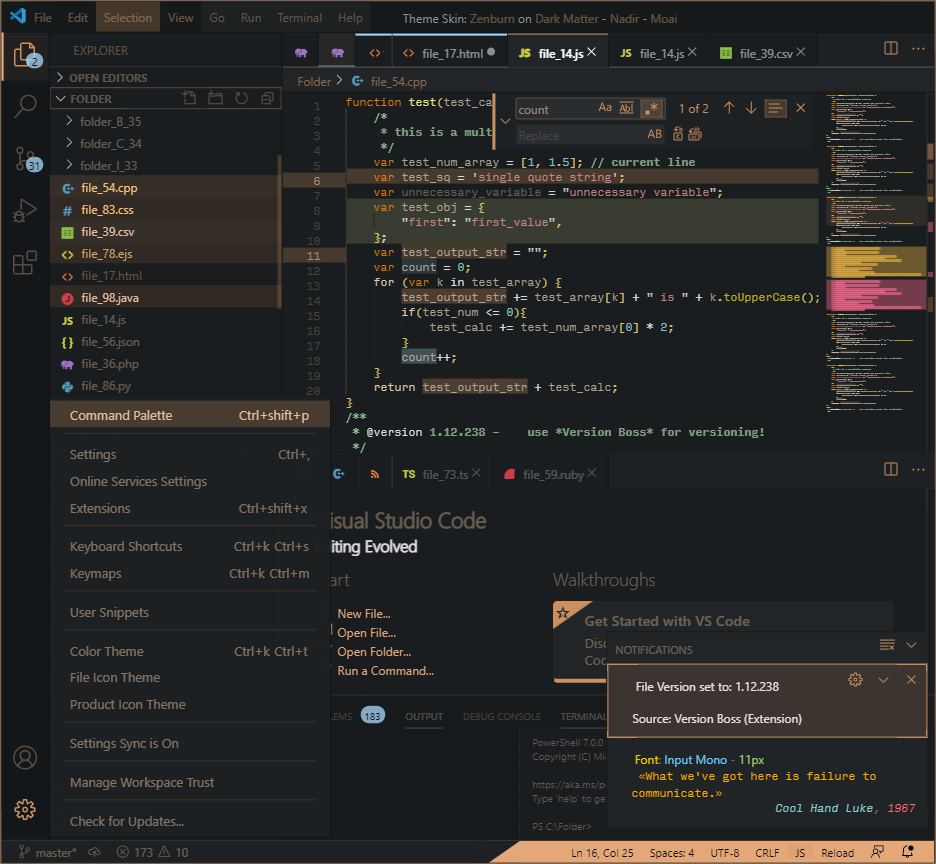 File Edit Selection View Go Run Terminal Help Theme Skin: Zenburn on Dark Matter - Nadir - Moai
2
31
EXPLORER
OPEN EDITORS
FOLDER
folder_B_35
folder_C_34
folder_I_33
file_54.cpp
file_83.css
file_39.csv
file_78.ejs
file_17.html
file_98.java
file_14.js
file_56.json
file_36.php
file_86.py
file_17.html JS file_14.js JS file_14.js file_39.csv
Folder > file_54.cpp
count Aa Abl .* 1 of 2
Replace AB
1 function test(test_ca
2 /*
3 * this is a mult
4 */
5 var test_num_array = [1, 1.5]; // current line
6 var test_sq = 'single quote string';
7 var unnecessary_variable = "unnecessary variable";
8 var test_obj = {
9 "first": "first_value",
10 };
11 var test_output_str = "";
12 var count = 0;
13 for (var k in test_array) {
14 test_output_str += test_array[k] + " is " + k.toUpperCase();
15 if(test_num <= 0){
16 test_calc += test_num_array[0] * 2;
17 }
18 count++;
19 }
20 return test_output_str + test_calc;
}
/**
* @version 1.12.238 - use *Version Boss* for versioning!
*/
Command Palette Ctrl+shift+p
Settings Ctrl+,
Online Services Settings
Extensions Ctrl+shift+x
Keyboard Shortcuts Ctrl+k Ctrl+s
Keymaps Ctrl+k Ctrl+m
User Snippets
Color Theme Ctrl+k Ctrl+t
File Icon Theme
Product Icon Theme
Settings Sync is On
Manage Workspace Trust
Check for Updates...
TS file_73.ts file_59.ruby
isual Studio Code
iting Evolved
art
New File...
Open File...
Open Folder...
Run a Command...
Walkthroughs
Get Started with VS Code
Disc
Coc
LEMS 183 OUTPUT DEBUG CONSOLE TERMINAL
PowerShell 7.0.0
Copyright (C) Mi
https://aka.ms/p
Type 'help' to ge
PS C:\Folder>
NOTIFICATIONS
File Version set to: 1.12.238
Source: Version Boss (Extension)
Font: Input Mono - 11px
«What we've got here is failure to
communicate.»
Cool Hand Luke, 1967
master* 173 10 Ln 16, Col 25 Spaces: 4 UTF-8 CRLF JS Reload